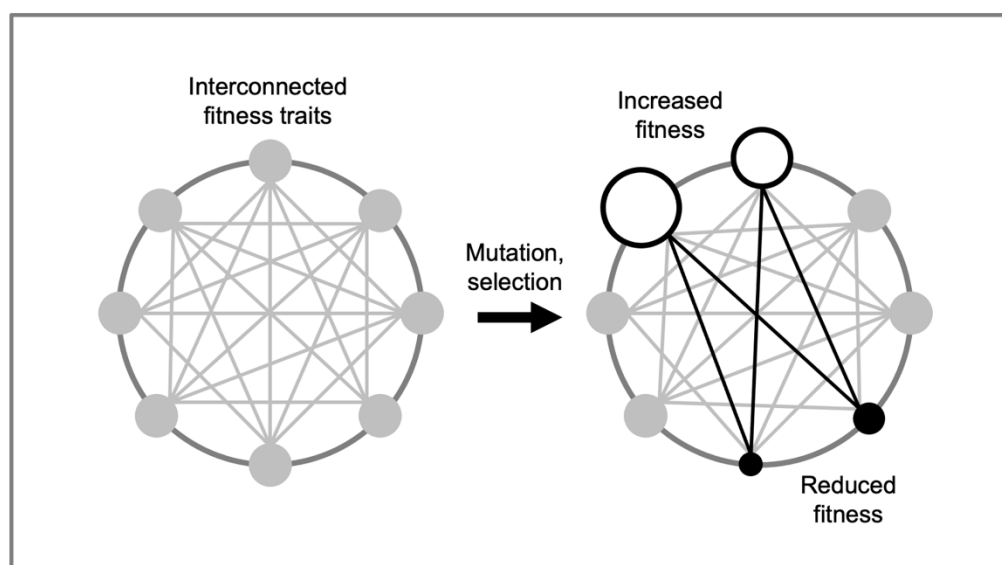 Interconnected
fitness traits
Mutation,
selection
Increased
fitness
Reduced
fitness